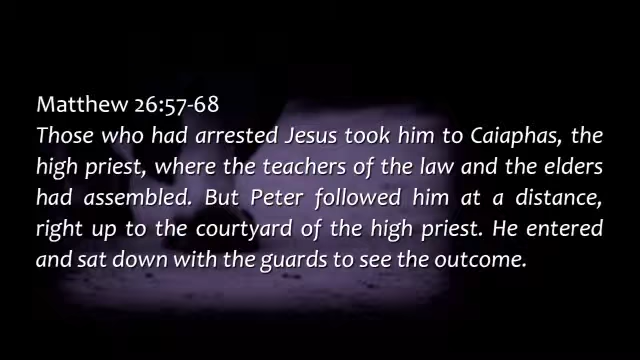 Matthew 26:57-68
Those who had arrested Jesus took him to Caiaphas, the
high priest, where the teachers of the law and the elders
had assembled. But Peter followed him at a distance,
right up to the courtyard of the high priest. He entered
and sat down with the guards to see the outcome.